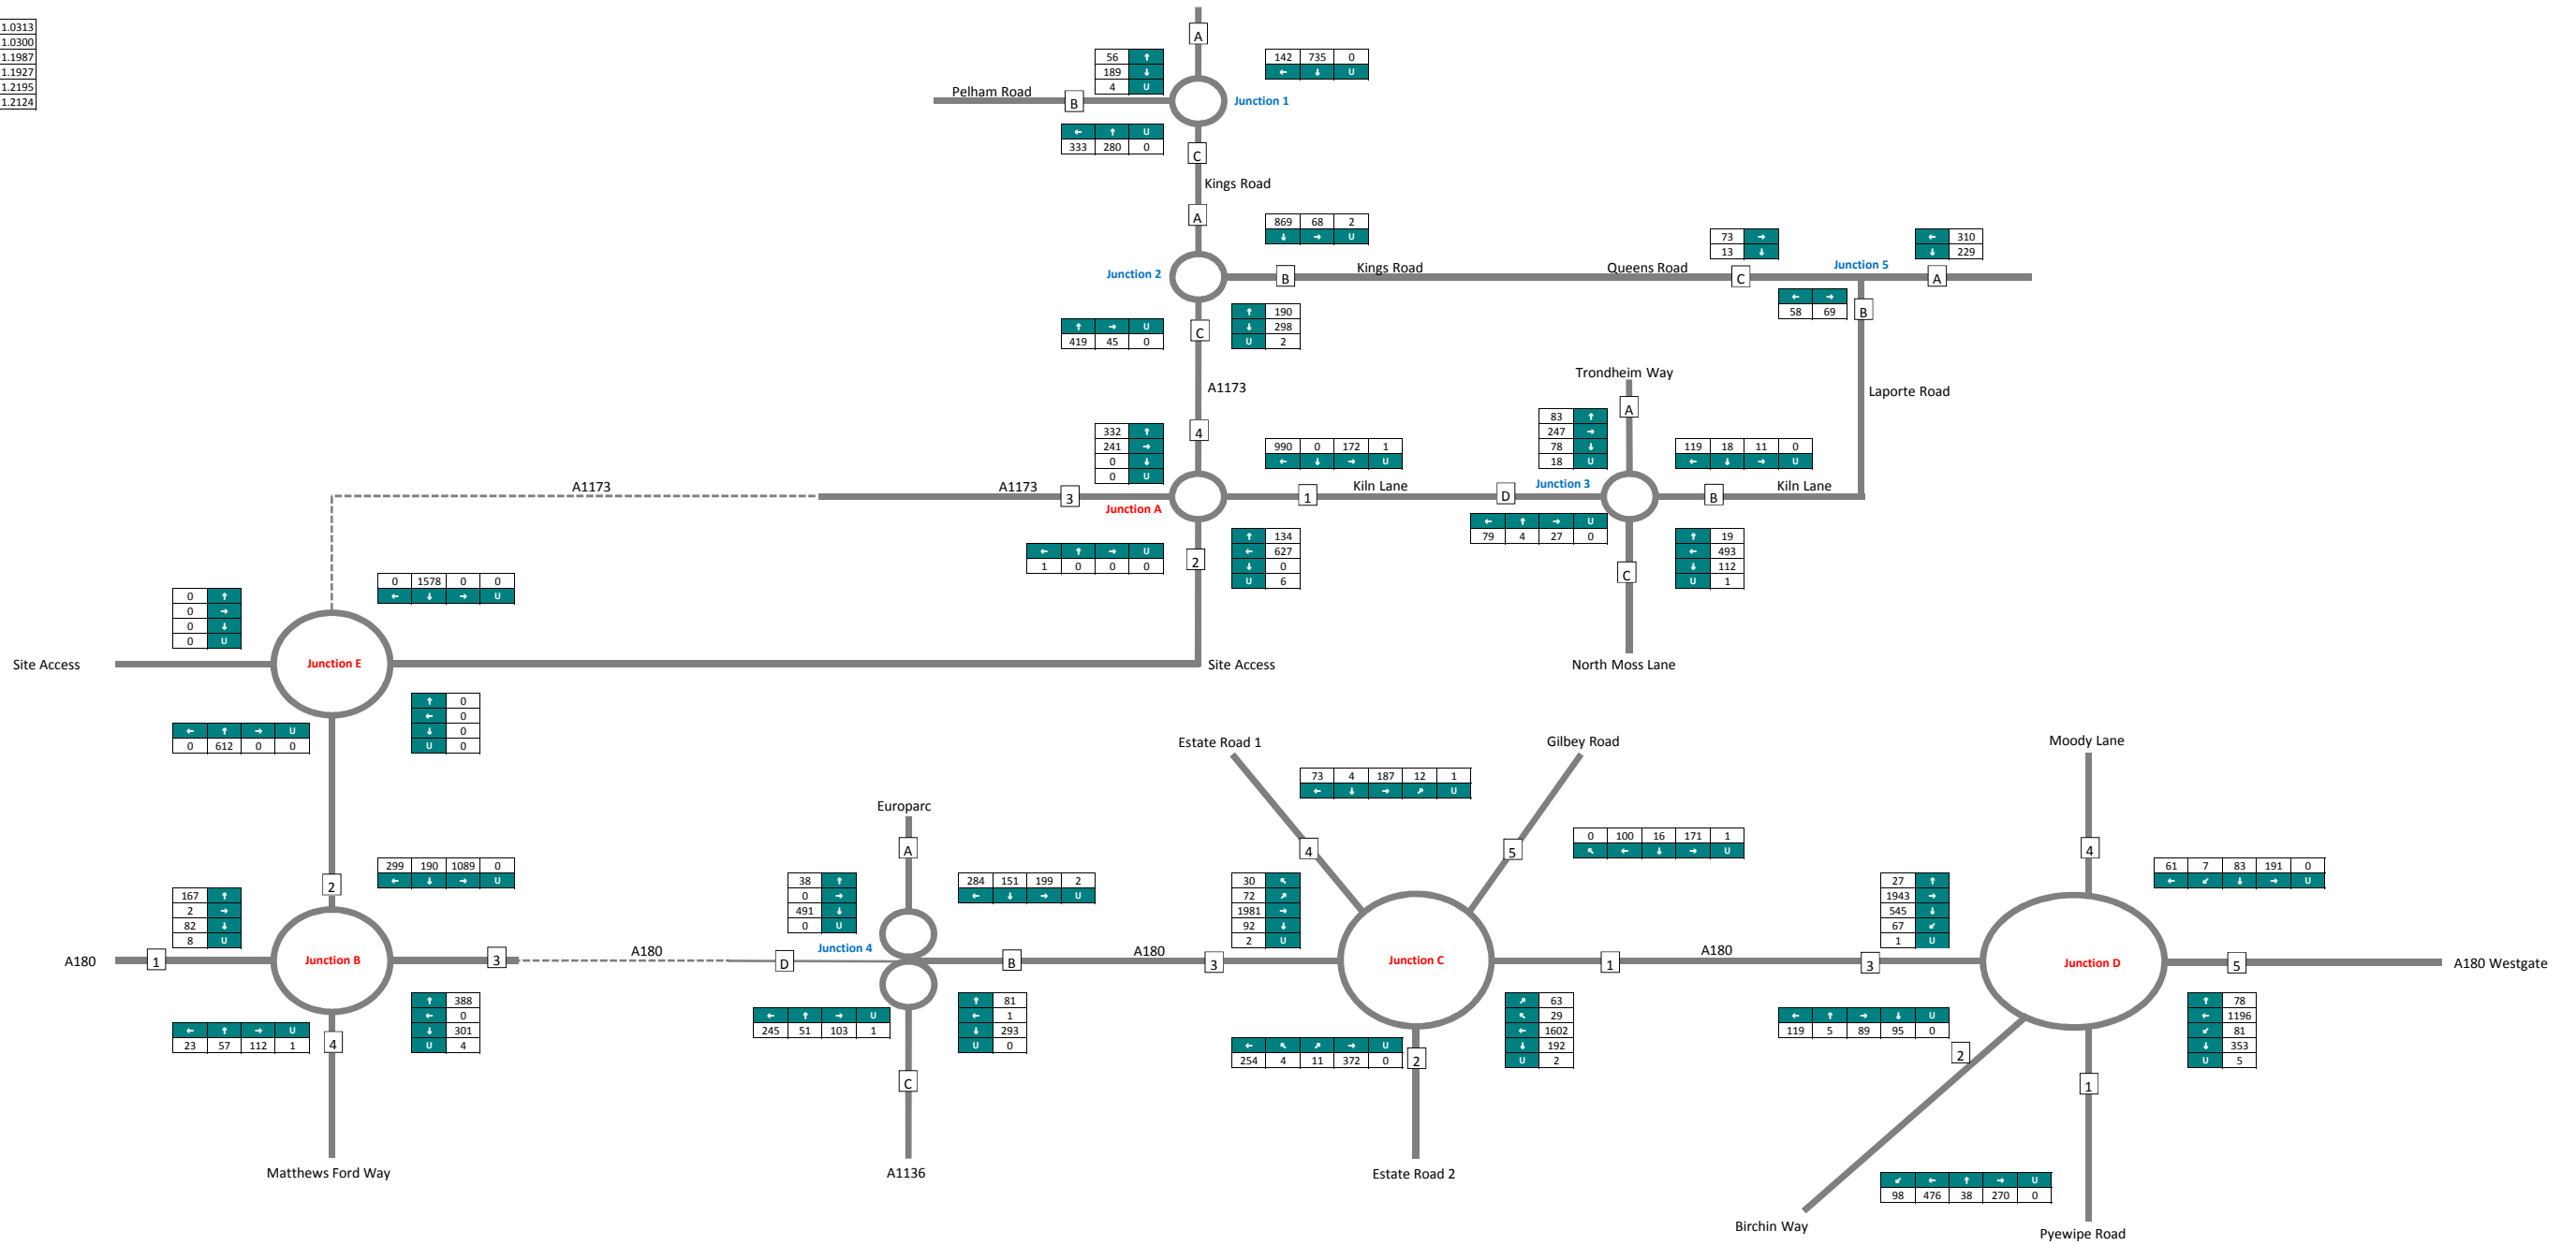 1.0313
1.0300
1.1987
1.1927
1.2195
1.2124
A
56 ↑
189 ↓
4 U
142 735 0
← ↓ U
Pelham Road
B
Junction 1
← ↑ U
333 280 0
C
Kings Road
A
869 68 2
↓ → U
73 →
13 ↓
← 310
↓ 229
Junction 2
B
Kings Road
Queens Road
C
Junction 5
A
← →
58 69
B
↑ 190
↓ 298
U 2
↑ → U
419 45 0
C
A1173
Trondheim Way
Laporte Road
A
83 ↑
247 →
78 ↓
18 U
332 ↑
241 →
0 ↓
0 U
4
990 0 172 1
← ↓ → U
119 18 11 0
← ↓ → U
A1173
A1173
3
Junction A
1
Kiln Lane
D
Junction 3
B
Kiln Lane
← ↑ → U
79 4 27 0
↑ 134
← 627
↓ 0
U 6
↑ 19
← 493
↓ 112
U 1
← ↑ → U
1 0 0 0
2
C
0 1578 0 0
← ↓ → U
0 ↑
0 →
0 ↓
0 U
Site Access
Junction E
Site Access
North Moss Lane
↑ 0
← 0
↓ 0
U 0
← ↑ → U
0 612 0 0
Estate Road 1
Gilbey Road
Moody Lane
73 4 187 12 1
← ↓ → ↗ U
Europarc
A
4
5
0 100 16 171 1
↖ ← ↓ → U
4
299 190 1089 0
← ↓ → U
61 7 83 191 0
← ↙ ↓ → U
2
167 ↑
2 →
82 ↓
8 U
38 ↑
0 →
491 ↓
0 U
284 151 199 2
← ↓ → U
30 ↖
72 ↗
1981 →
92 ↓
2 U
27 ↑
1943 →
545 ↓
67 ↙
1 U
A180
1
Junction B
3
A180
D
Junction 4
B
A180
3
Junction C
1
A180
3
Junction D
5
A180 Westgate
↑ 388
← 0
↓ 301
U 4
← ↑ → U
23 57 112 1
4
← ↑ → U
245 51 103 1
↑ 81
← 1
↓ 293
U 0
↗ 63
↖ 29
← 1602
↓ 192
U 2
← ↖ ↗ → U
254 4 11 372 0
2
← ↑ → ↓ U
119 5 89 95 0
2
↑ 78
← 1196
↙ 81
↓ 353
U 5
C
1
Matthews Ford Way
A1136
Estate Road 2
↙ ← ↑ → U
98 476 38 270 0
Birchin Way
Pyewipe Road